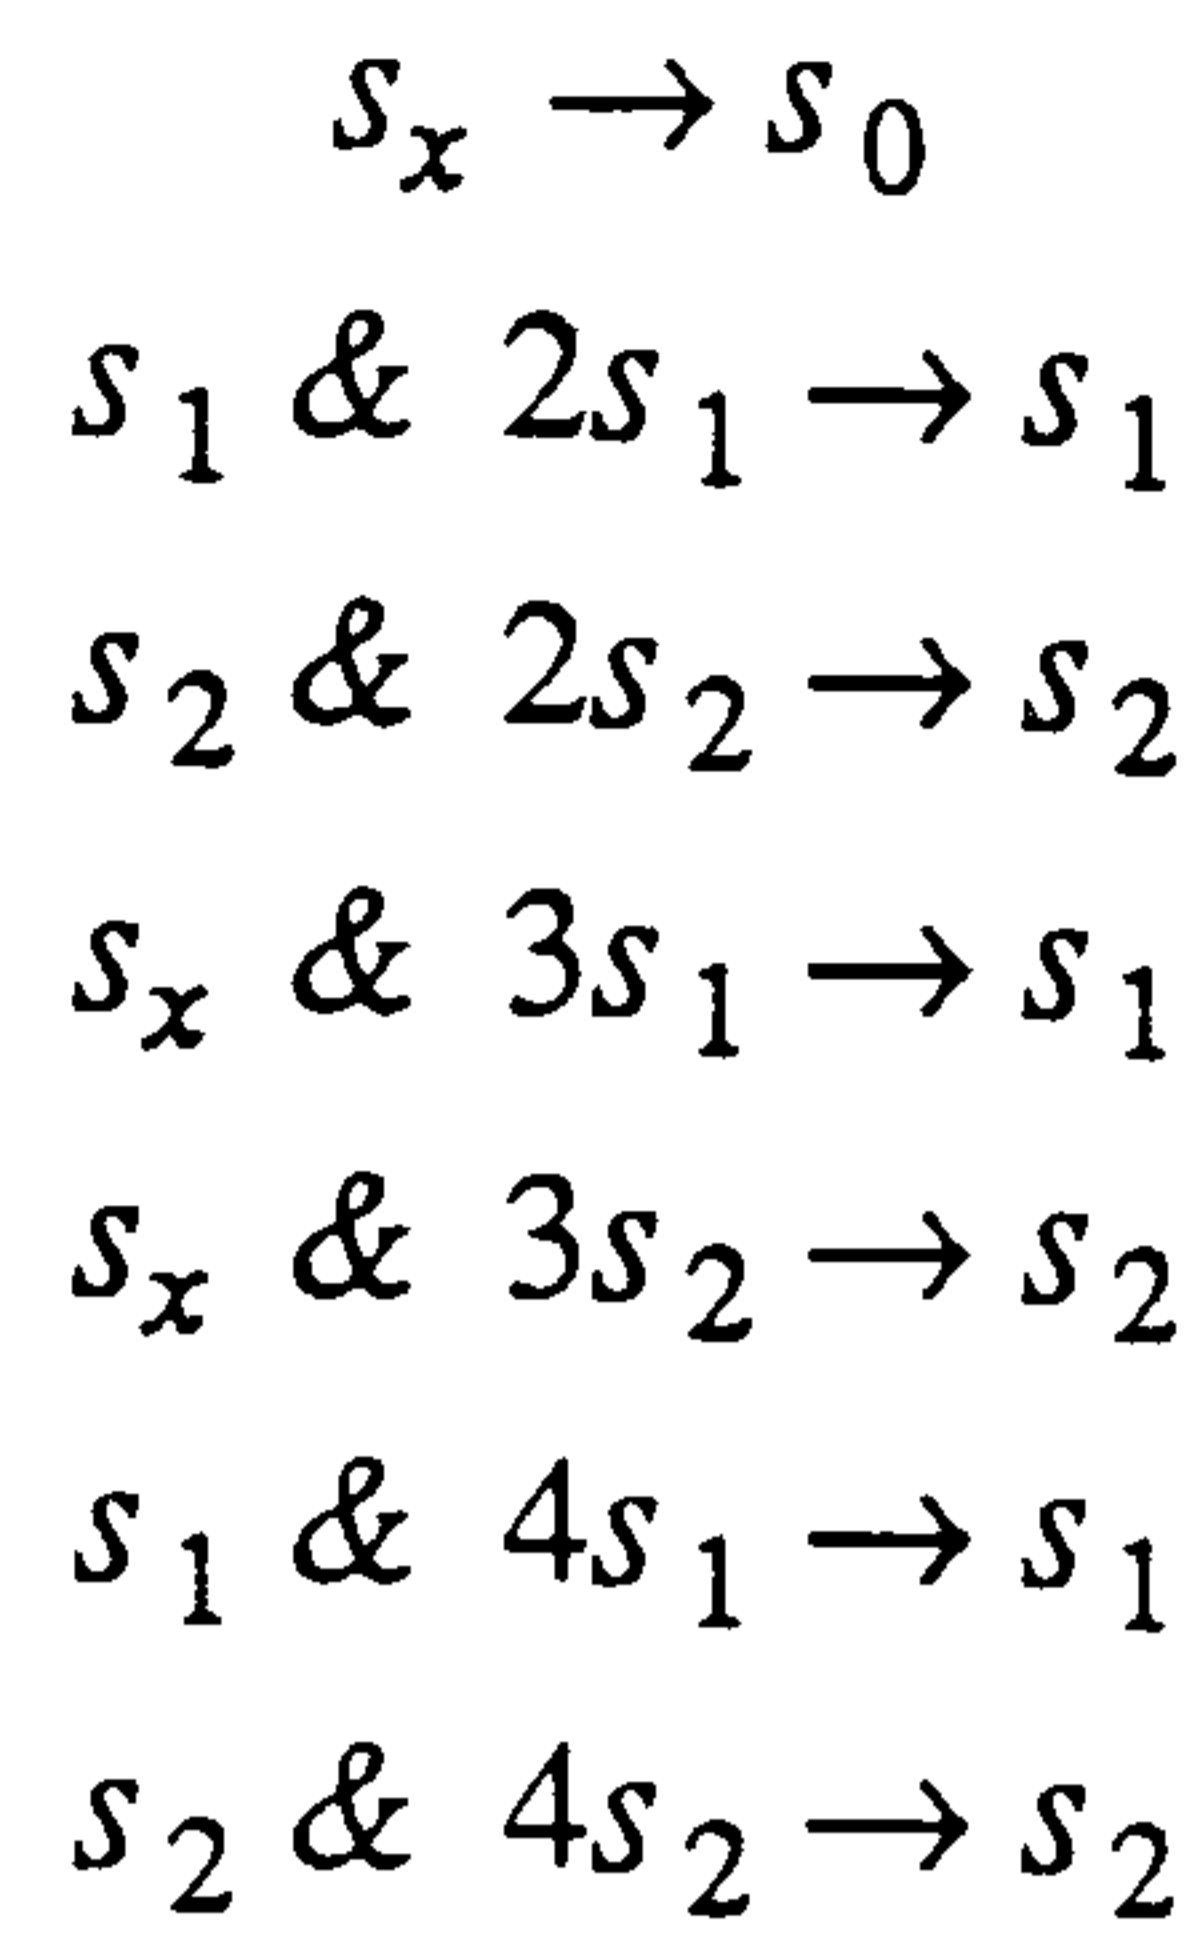 s_x → s_0
s_1 & 2s_1 → s_1
s_2 & 2s_2 → s_2
s_x & 3s_1 → s_1
s_x & 3s_2 → s_2
s_1 & 4s_1 → s_1
s_2 & 4s_2 → s_2